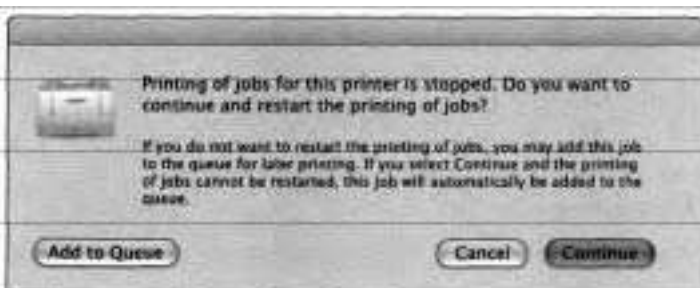 Printing of jobs for this printer is stopped. Do you want to
continue and restart the printing of jobs?
If you do not want to restart the printing of jobs, you may add this job
to the queue for later printing. If you select Continue and the printing
of jobs cannot be restarted, this job will automatically be added to the
queue.
Add to Queue
Cancel
Continue